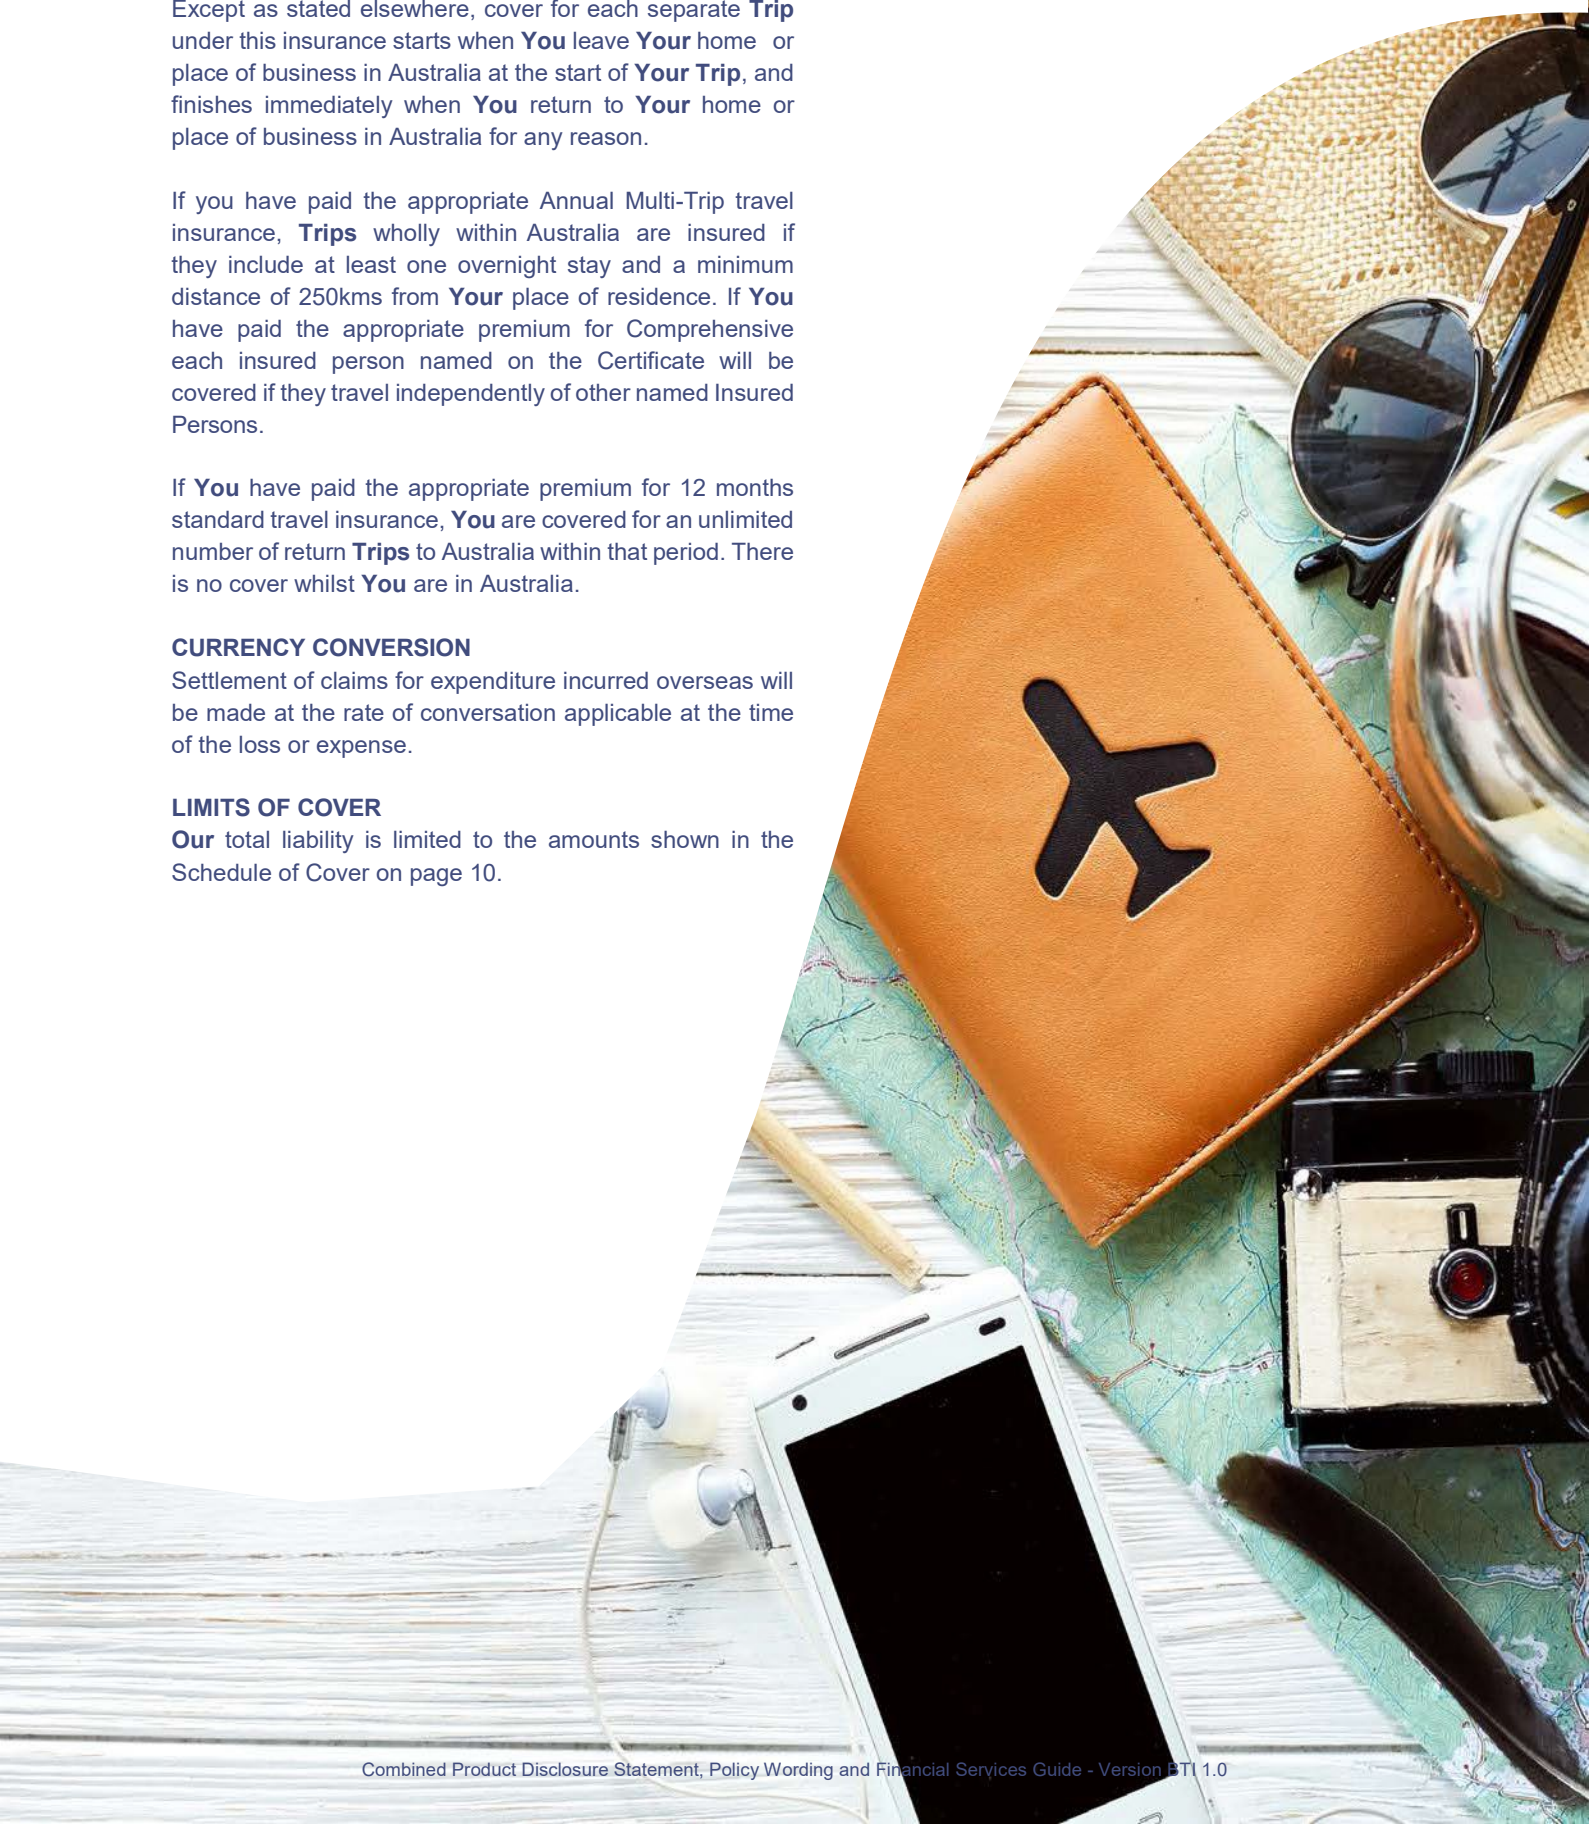 Except as stated elsewhere, cover for each separate Trip
under this insurance starts when You leave Your home or
place of business in Australia at the start of Your Trip, and
finishes immediately when You return to Your home or
place of business in Australia for any reason.
If you have paid the appropriate Annual Multi-Trip travel
insurance, Trips wholly within Australia are insured if
they include at least one overnight stay and a minimum
distance of 250kms from Your place of residence. If You
have paid the appropriate premium for Comprehensive
each insured person named on the Certificate will be
covered if they travel independently of other named Insured
Persons.
If You have paid the appropriate premium for 12 months
standard travel insurance, You are covered for an unlimited
number of return Trips to Australia within that period. There
is no cover whilst You are in Australia.
CURRENCY CONVERSION
Settlement of claims for expenditure incurred overseas will
be made at the rate of conversation applicable at the time
of the loss or expense.
LIMITS OF COVER
Our total liability is limited to the amounts shown in the
Schedule of Cover on page 10.
10
Combined Product Disclosure Statement, Policy Wording and Financial Services Guide - Version BTI 1.0